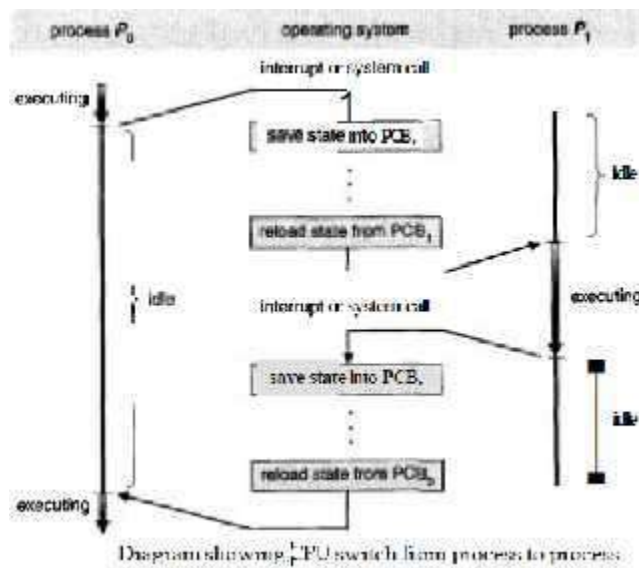 process P0 operating system process P1
interrupt or system call
executing
save state into PCB,
idle
reload state from PCB1
idle
interrupt or system call
executing
save state into PCB,
idle
reload state from PCB0
executing
Diagram showing CPU switch from process to process